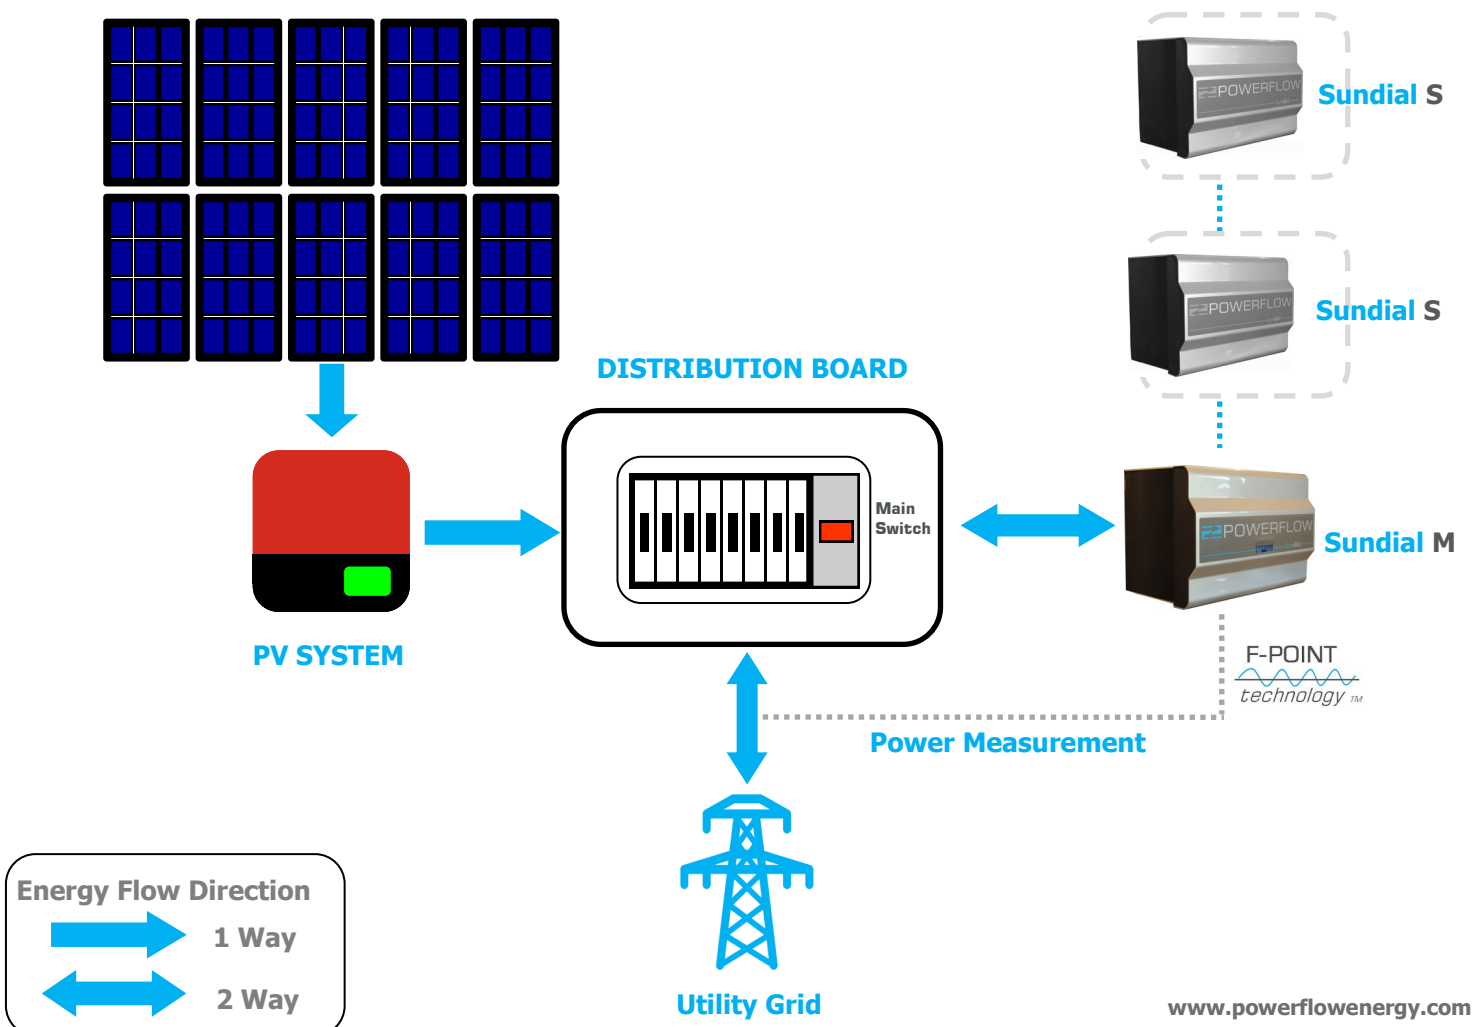 POWERFLOW
Sundial S
POWERFLOW
Sundial S
DISTRIBUTION BOARD
Main
Switch
POWERFLOW
Sundial M
PV SYSTEM
F-POINT
technology TM
Power Measurement
Energy Flow Direction
1 Way
2 Way
Utility Grid
www.powerflowenergy.com